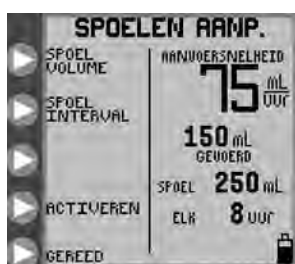 SPOELEN AANP.
SPOEL
VOLUME
SPOEL
INTERVAL
ACTIVEREN
GEREED
AANVOERSNELHEID
75 mL
UUr
150 mL
GEVOERD
SPOEL 250 mL
ELK 8 UUr